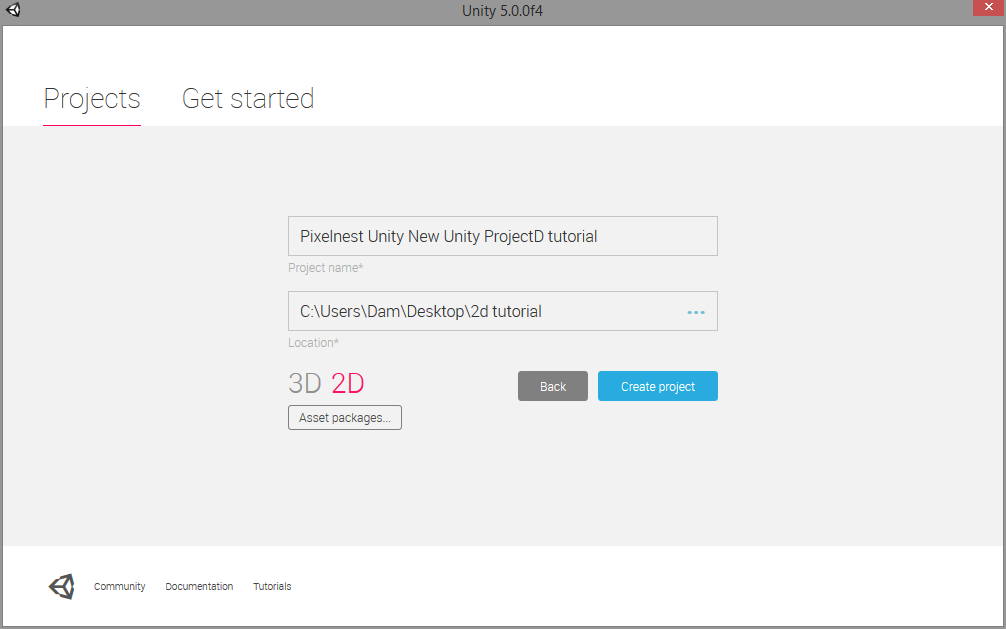 Unity 5.0.0f4
Projects Get started
Pixelnest Unity New Unity ProjectD tutorial
Project name*
C:\Users\Dam\Desktop\2d tutorial
Location*
3D 2D Back Create project
Asset packages...
Community Documentation Tutorials